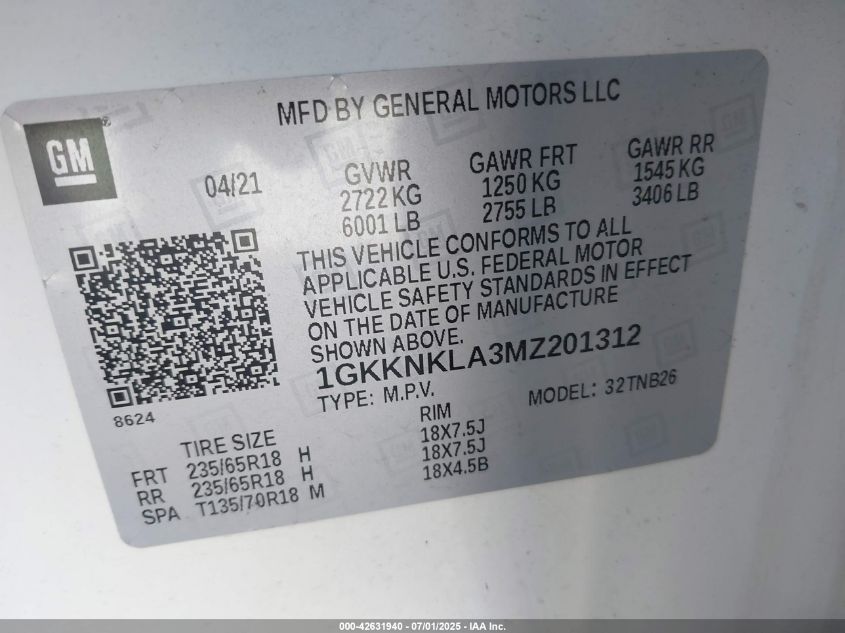 MFD BY GENERAL MOTORS LLC
GM
®
04/21
GVWR
2722 KG
6001 LB
GAWR FRT
1250 KG
2755 LB
GAWR RR
1545 KG
3406 LB
THIS VEHICLE CONFORMS TO ALL
APPLICABLE U.S. FEDERAL MOTOR
VEHICLE SAFETY STANDARDS IN EFFECT
ON THE DATE OF MANUFACTURE
SHOWN ABOVE.
1GKKNKLA3MZ201312
TYPE: M.P.V.
MODEL: 32TNB26
8624
TIRE SIZE
RIM
FRT 235/65R18 H 18X7.5J
RR 235/65R18 H 18X7.5J
SPA T135/70R18 M 18X4.5B
000-42631940 - 07/01/2025 - IAA Inc.